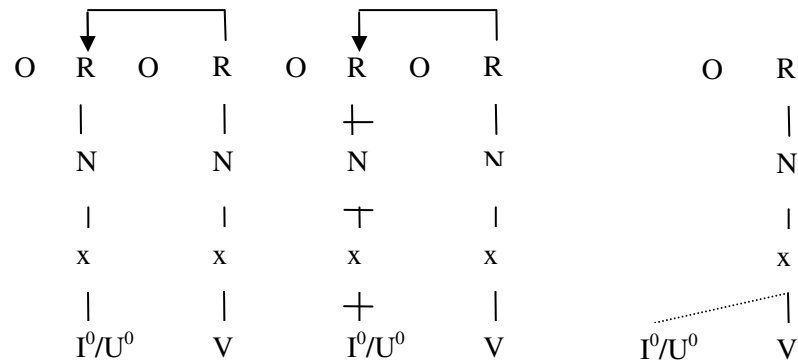 O R O R O R O R O R
N N N N N
x x x x x
I⁰/U⁰ V I⁰/U⁰ V I⁰/U⁰ V